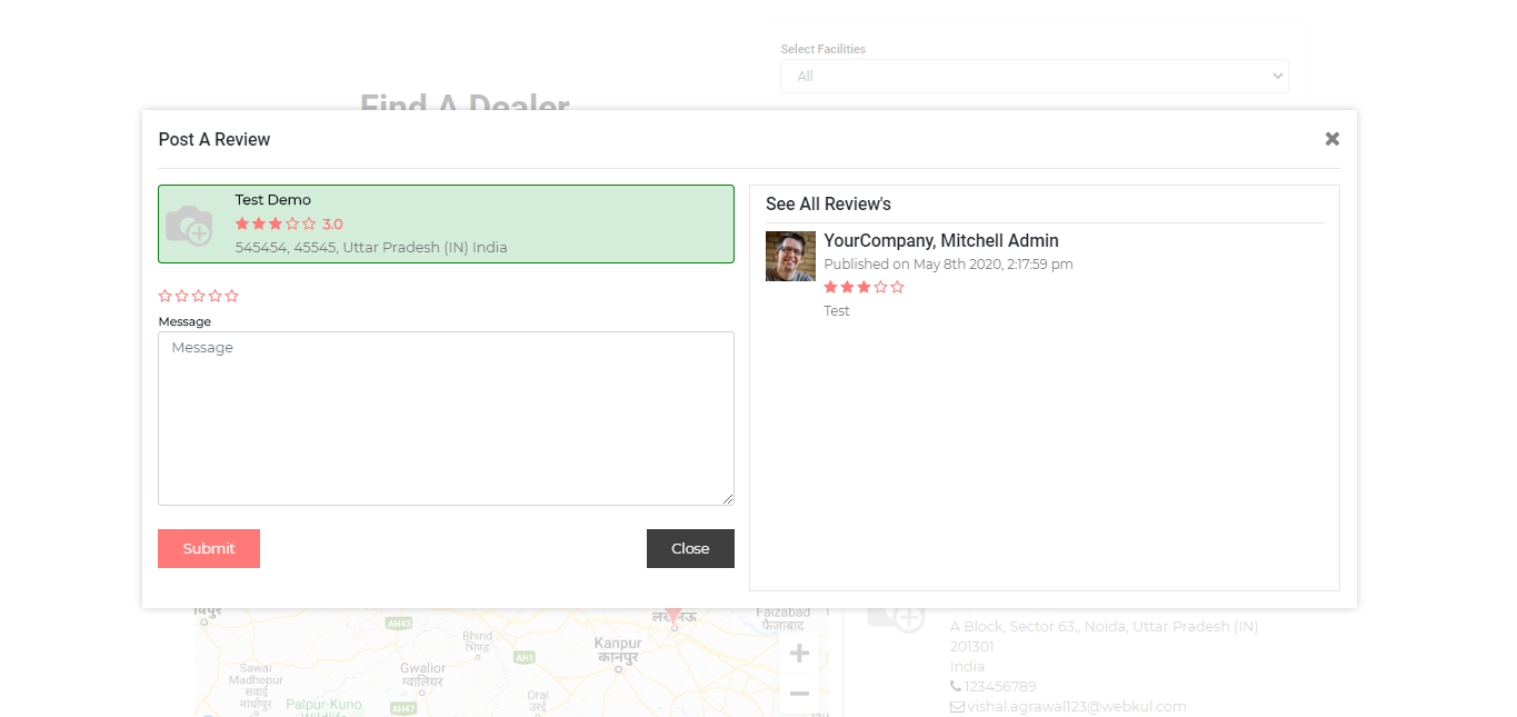 Select Facilities
All
Find A Dealer
Post A Review
Test Demo
3.0
545454, 45545, Uttar Pradesh (IN) India
Message
Message
Submit
Close
See All Review's
YourCompany, Mitchell Admin
Published on May 8th 2020, 2:17:59 pm
Test
AH43
Bhind
भिण्ड
Kanpur
कानपुर
AH1
Gwalior
ग्वालियर
Sawai
Madhopur
सवाई
माधोपुर
Palpur-Kuno
Wildlife
AH47
Orai
उरई
Faizabad
फैजाबाद
+
−
A Block, Sector 63,, Noida, Uttar Pradesh (IN)
201301
India
123456789
vishal.agrawal123@webkul.com